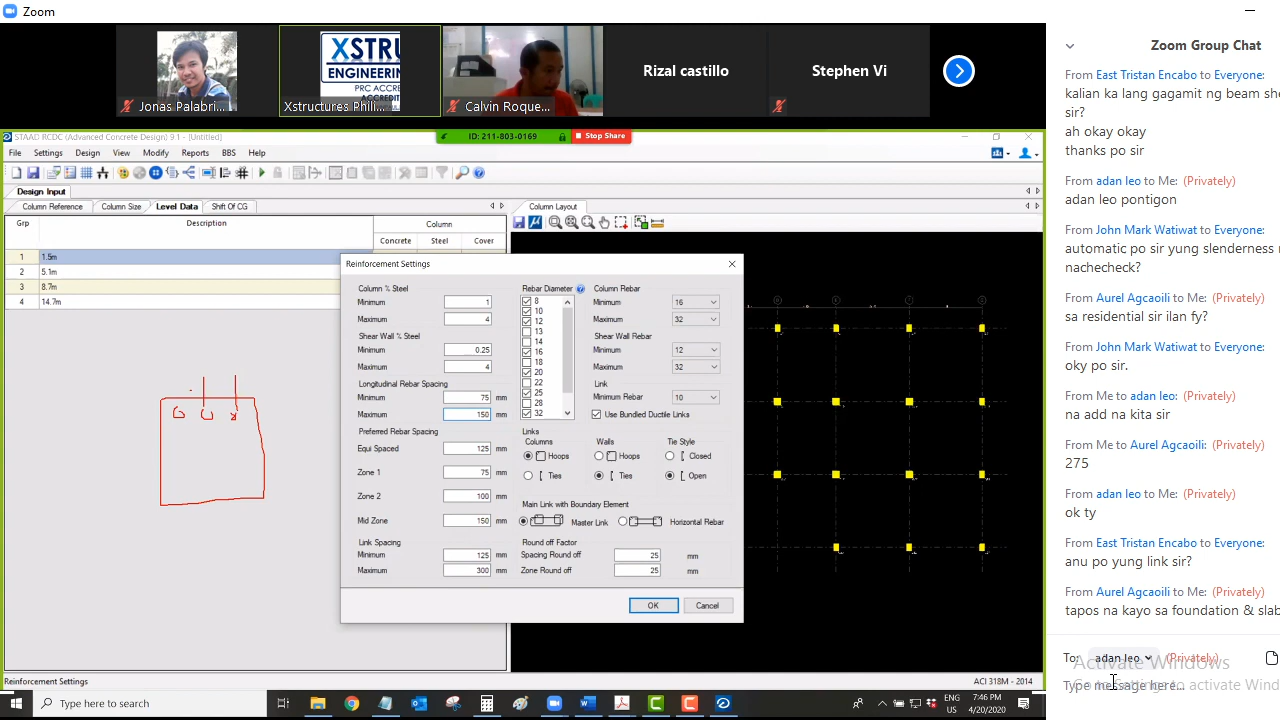 Zoom
XSTRU
ENGINEERIN
PRC ACCRE
ACCREDIT
Jonas Palabri...
Xstructures Phili...
Calvin Roque...
Rizal castillo
Stephen Vi
STAAD RCDC (Advanced Concrete Design) 9.1 - [Untitled]
ID: 211-803-0169
Stop Share
File Settings Design View Modify Reports BBS Help
Design Input
Column Reference Column Size Level Data Shift Of CG
Column Layout
Grp Description Column
Concrete Steel Cover
1 1.5m
2 5.1m
3 8.7m
4 14.7m
Reinforcement Settings
Column % Steel
Minimum 1
Maximum 4
Shear Wall % Steel
Minimum 0.25
Maximum 4
Longitudinal Rebar Spacing
Minimum 75 mm
Maximum 150 mm
Preferred Rebar Spacing
Equi Spaced 125 mm
Zone 1 75 mm
Zone 2 100 mm
Mid Zone 150 mm
Link Spacing
Minimum 125 mm
Maximum 300 mm
Rebar Diameter
8
10
12
13
14
16
18
20
22
25
28
32
Column Rebar
Minimum 16
Maximum 32
Shear Wall Rebar
Minimum 12
Maximum 32
Link
Minimum Rebar 10
Use Bundled Ductile Links
Links
Columns Walls Tie Style
Hoops Hoops Closed
Ties Ties Open
Main Link with Boundary Element
Master Link Horizontal Rebar
Round off Factor
Spacing Round off 25 mm
Zone Round off 25 mm
OK Cancel
Reinforcement Settings
ACI 318M - 2014
Type here to search
ENG
US
7:46 PM
4/20/2020
Zoom Group Chat
From East Tristan Encabo to Everyone:
kalian ka lang gagamit ng beam she
sir?
ah okay okay
thanks po sir
From adan leo to Me: (Privately)
adan leo pontigon
From John Mark Watiwat to Everyone:
automatic po sir yung slenderness
nachecheck?
From Aurel Agcaoili to Me: (Privately)
sa residential sir ilan fy?
From John Mark Watiwat to Everyone:
oky po sir.
From Me to adan leo: (Privately)
na add na kita sir
From Me to Aurel Agcaoili: (Privately)
275
From adan leo to Me: (Privately)
ok ty
From East Tristan Encabo to Everyone:
anu po yung link sir?
From Aurel Agcaoili to Me: (Privately)
tapos na kayo sa foundation & slab
To: adan leo (Privately)
Type message here...
Activate Windows
Go to Settings to activate Wind